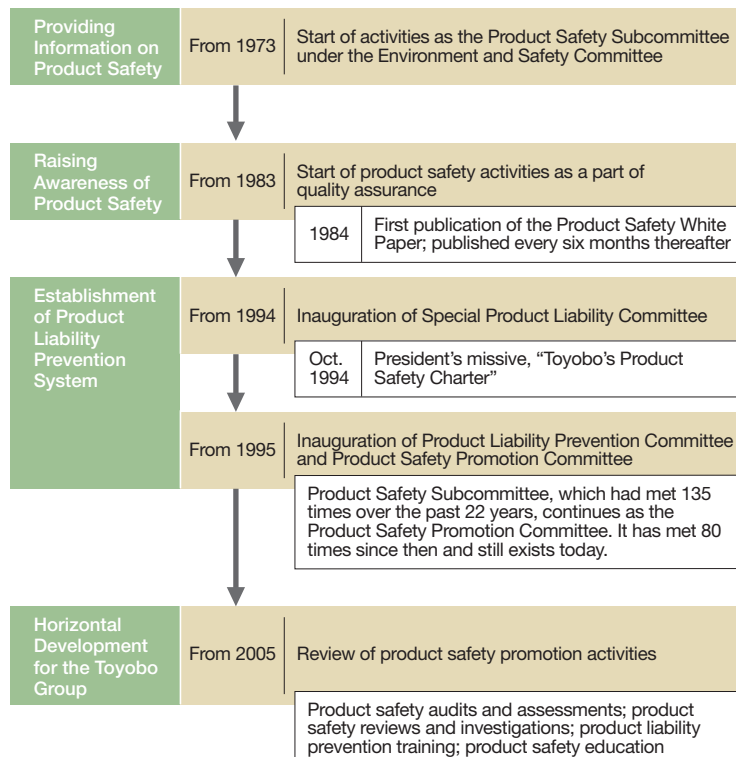 Providing
Information on
Product Safety
From 1973
Start of activities as the Product Safety Subcommittee
under the Environment and Safety Committee
Raising
Awareness of
Product Safety
From 1983
Start of product safety activities as a part of
quality assurance
1984
First publication of the Product Safety White
Paper; published every six months thereafter
Establishment
of Product
Liability
Prevention
System
From 1994
Inauguration of Special Product Liability Committee
Oct.
1994
President’s missive, “Toyobo’s Product
Safety Charter”
From 1995
Inauguration of Product Liability Prevention Committee
and Product Safety Promotion Committee
Product Safety Subcommittee, which had met 135
times over the past 22 years, continues as the
Product Safety Promotion Committee. It has met 80
times since then and still exists today.
Horizontal
Development
for the Toyobo
Group
From 2005
Review of product safety promotion activities
Product safety audits and assessments; product
safety reviews and investigations; product liability
prevention training; product safety education